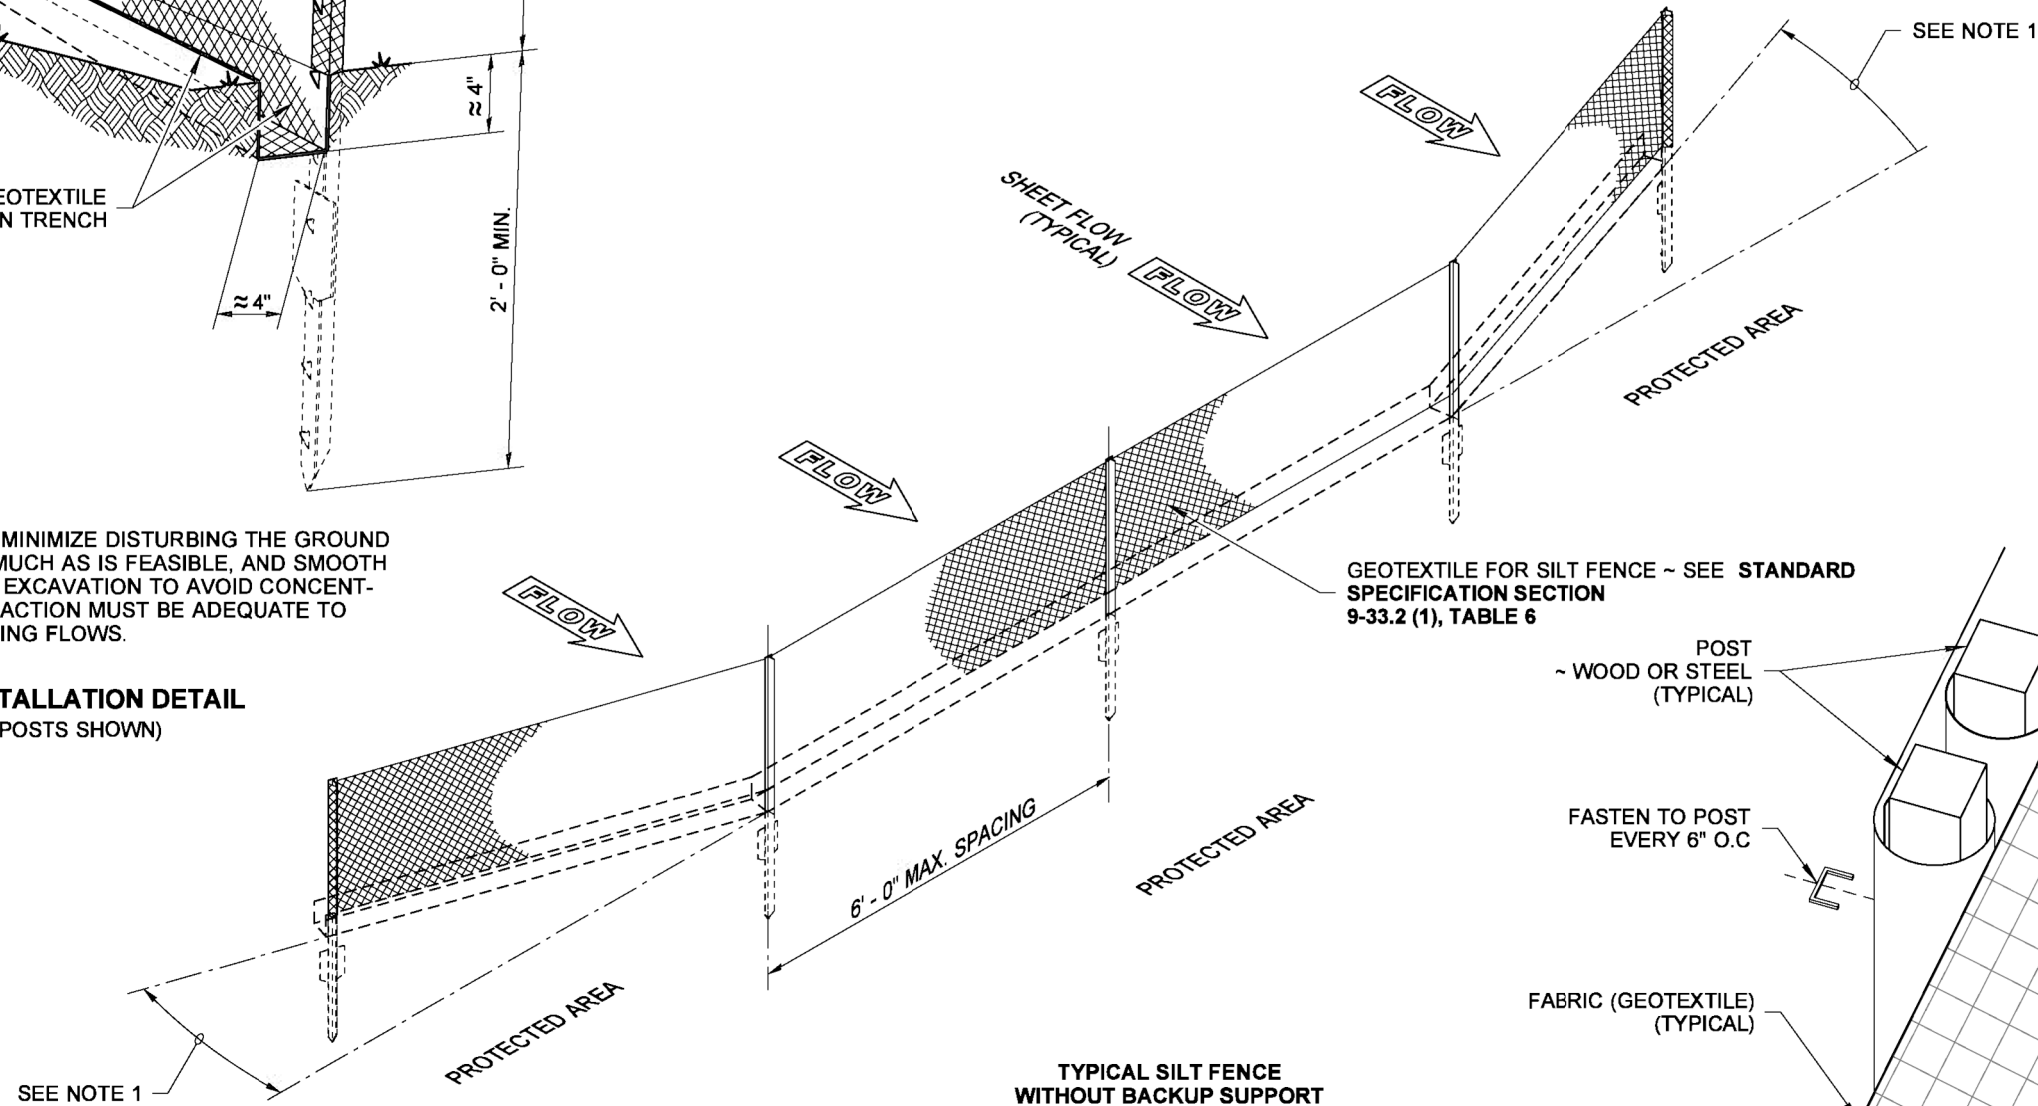 SEE NOTE 1
FLOW
≈ 4"
EOTEXTILE
N TRENCH
2' - 0" MIN.
≈ 4"
SHEET FLOW
(TYPICAL)
FLOW
PROTECTED AREA
FLOW
MINIMIZE DISTURBING THE GROUND
MUCH AS IS FEASIBLE, AND SMOOTH
EXCAVATION TO AVOID CONCENT-
ACTION MUST BE ADEQUATE TO
ING FLOWS.
FLOW
GEOTEXTILE FOR SILT FENCE ~ SEE STANDARD
SPECIFICATION SECTION
9-33.2 (1), TABLE 6
TALLATION DETAIL
POSTS SHOWN)
POST
~ WOOD OR STEEL
(TYPICAL)
6' - 0" MAX. SPACING
PROTECTED AREA
FASTEN TO POST
EVERY 6" O.C
PROTECTED AREA
FABRIC (GEOTEXTILE)
(TYPICAL)
SEE NOTE 1
TYPICAL SILT FENCE
WITHOUT BACKUP SUPPORT